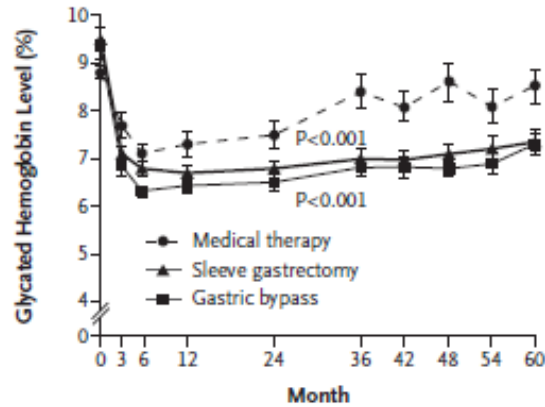 Glycated Hemoglobin Level (%)
10
9
8
7
6
5
4
0
P<0.001
P<0.001
Medical therapy
Sleeve gastrectomy
Gastric bypass
0 3 6 12 24 36 42 48 54 60
Month